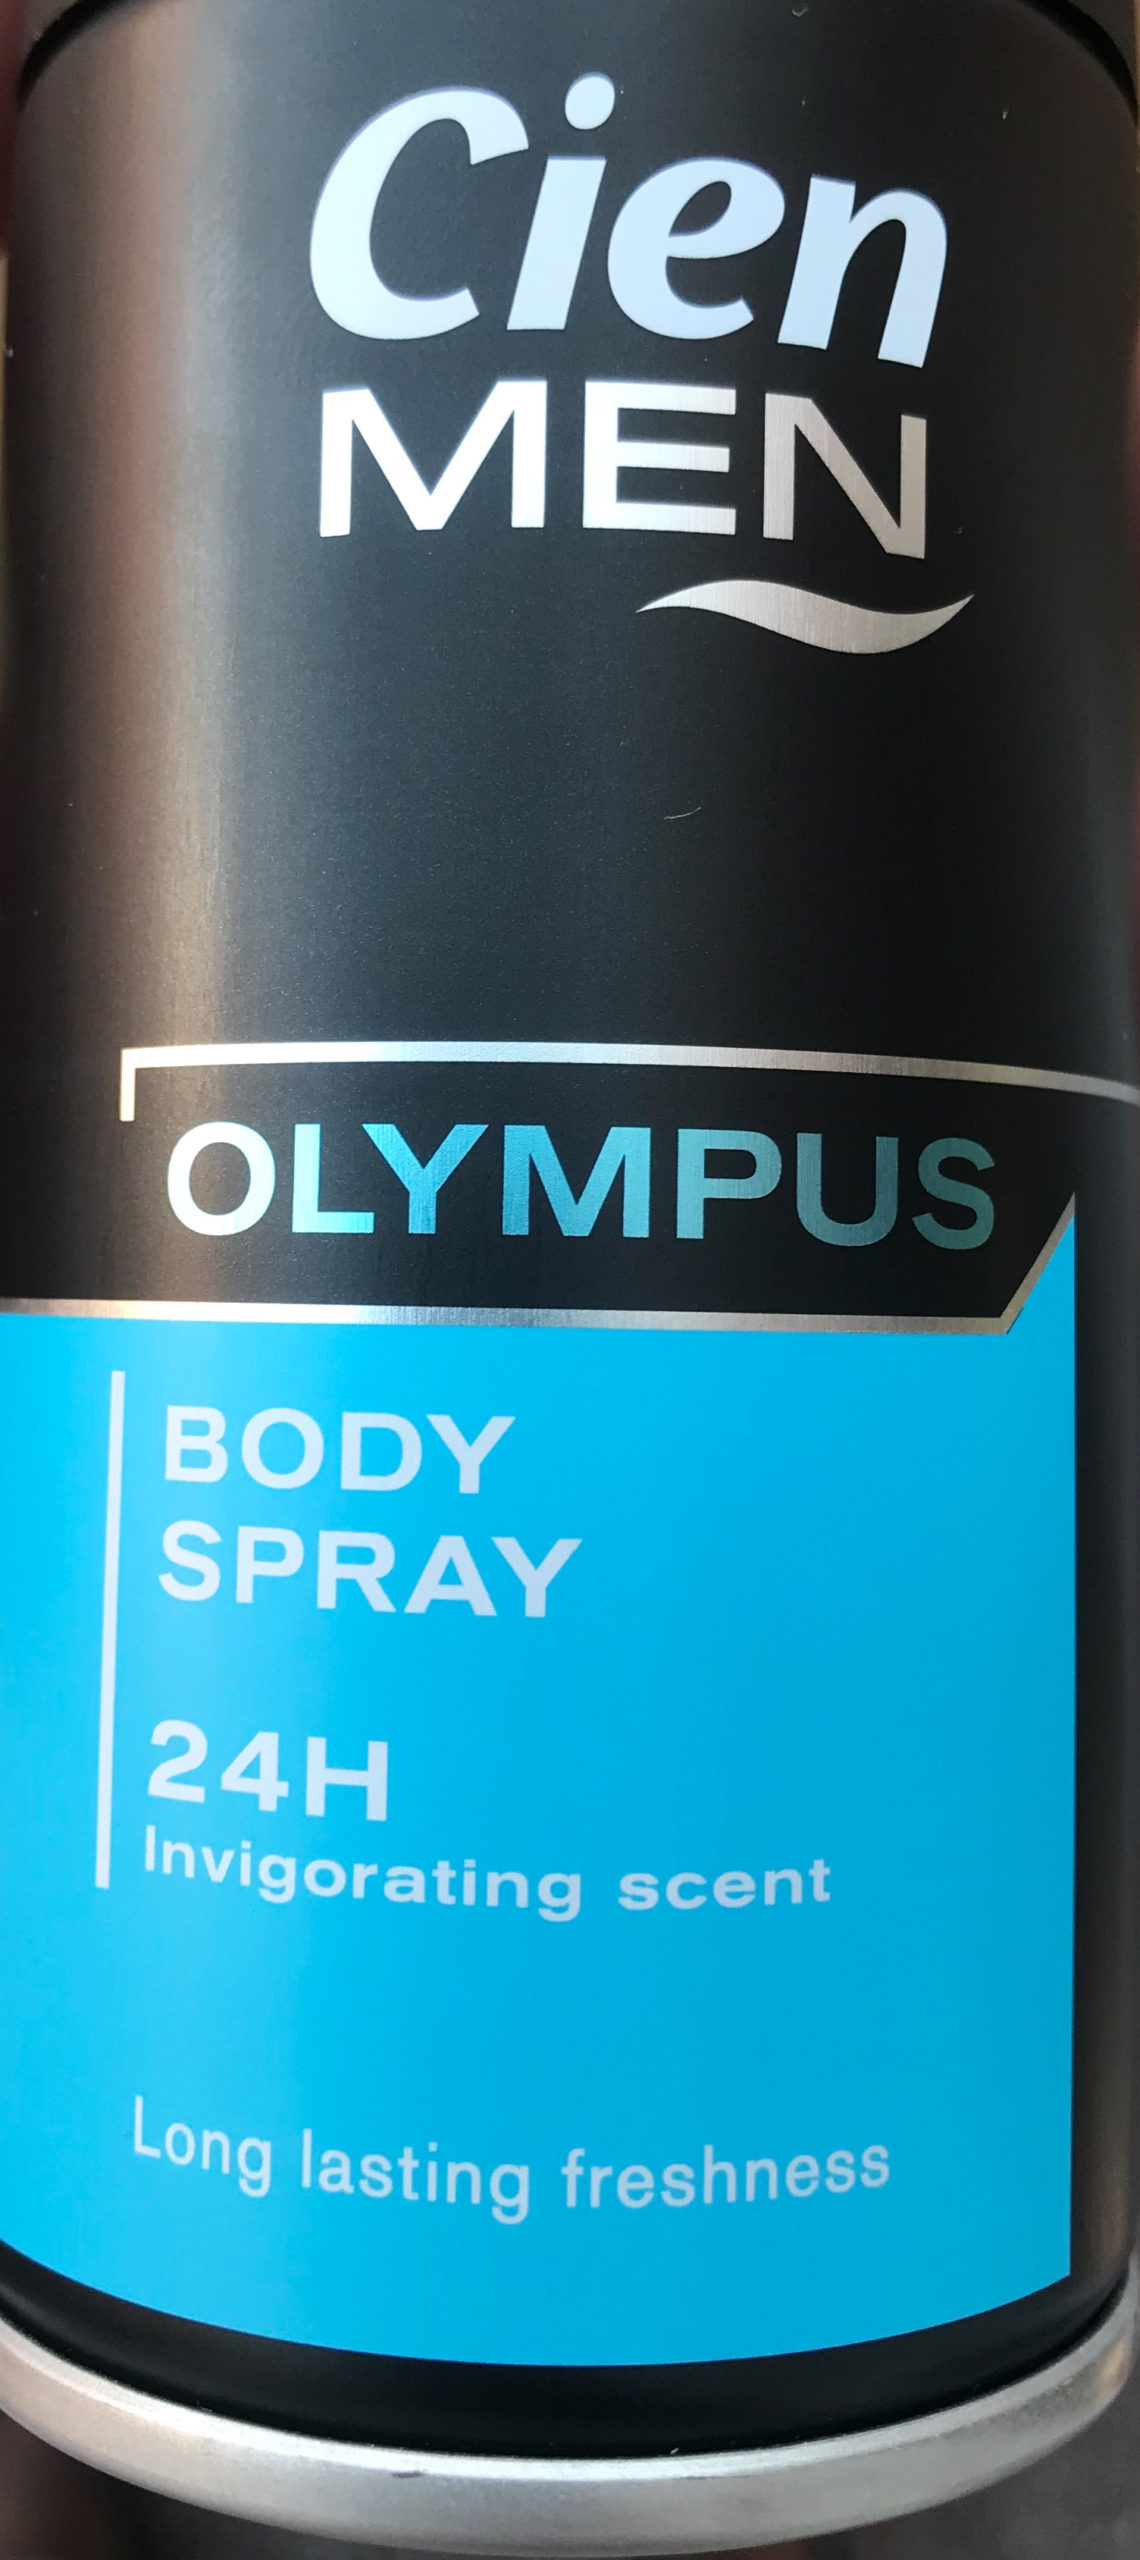 Cien
MEN
OLYMPUS
BODY
SPRAY
24H
Invigorating scent
Long lasting freshness